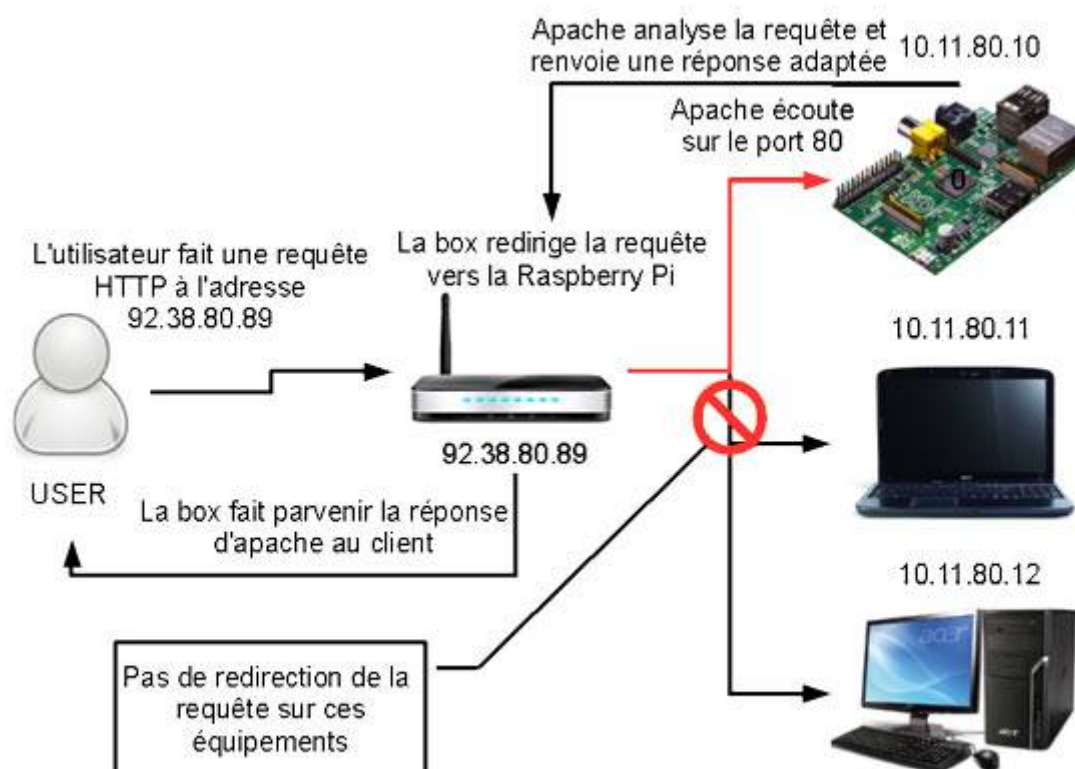 Apache analyse la requête et
renvoie une réponse adaptée
10.11.80.10
Apache écoute
sur le port 80
0
L'utilisateur fait une requête
HTTP à l'adresse
92.38.80.89
La box redirige la requête
vers la Raspberry Pi
10.11.80.11
92.38.80.89
USER
La box fait parvenir la réponse
d'apache au client
10.11.80.12
acer
Pas de redirection de la
requête sur ces
équipements